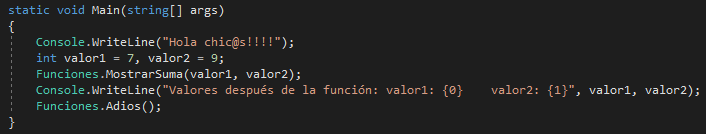 static void Main(string[] args)
{
    Console.WriteLine("Hola chic@s!!!!");
    int valor1 = 7, valor2 = 9;
    Funciones.MostrarSuma(valor1, valor2);
    Console.WriteLine("Valores después de la función: valor1: {0}    valor2: {1}", valor1, valor2);
    Funciones.Adios();
}